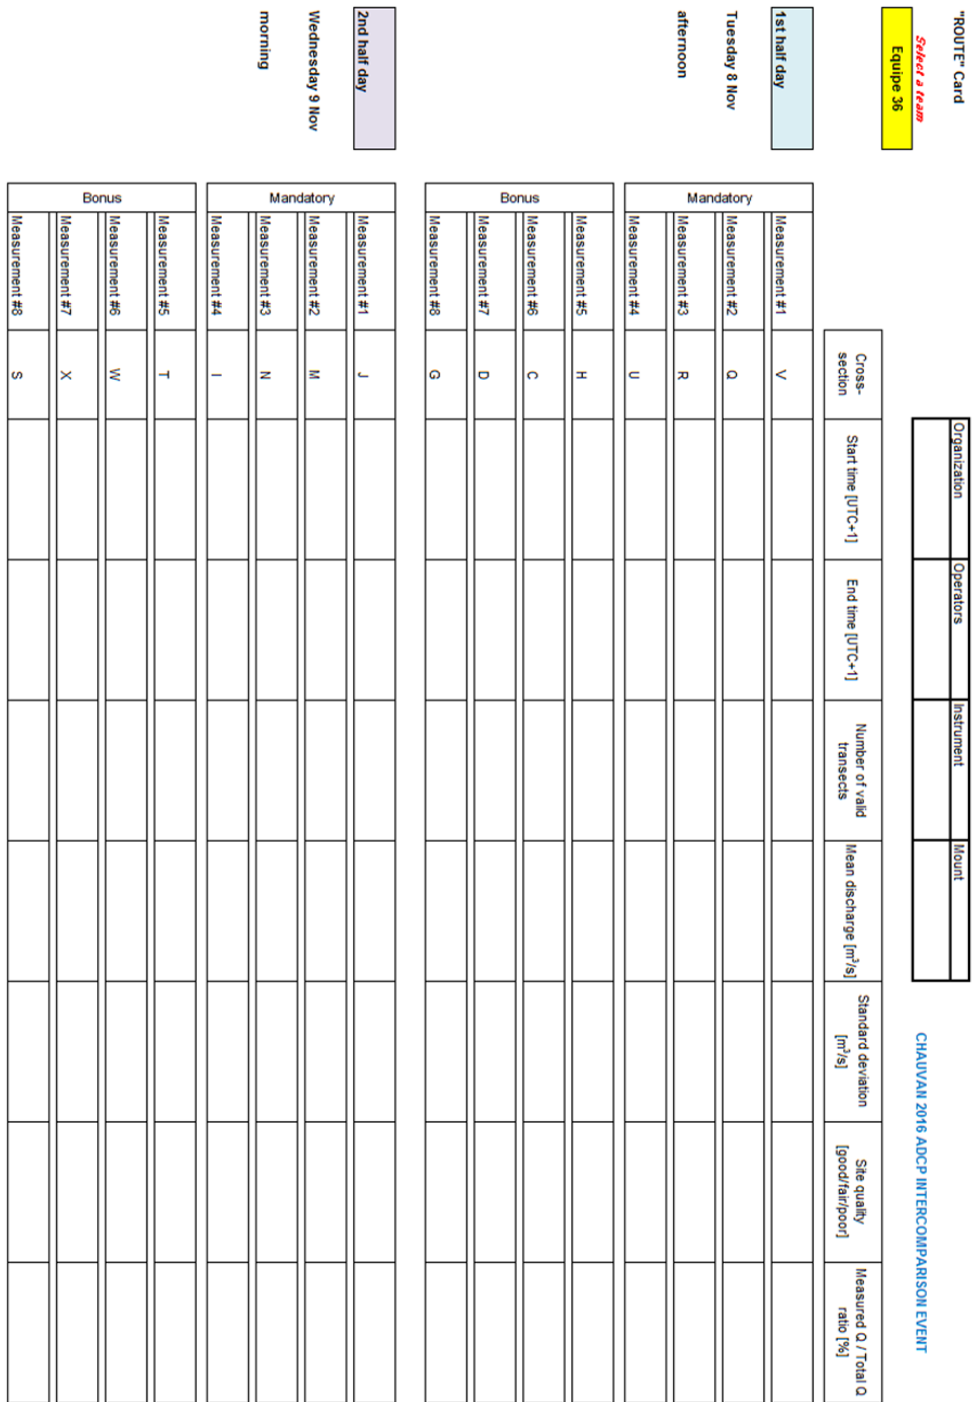 "ROUTE" Card
Select a team
Equipe 36
Organization
Operators
Instrument
Mount
CHAUVAN 2016 ADCP INTERCOMPARISON EVENT
Cross-
section
Start time [UTC+1]
End time [UTC+1]
Number of valid
transects
Mean discharge [m³/s]
Standard deviation
[m³/s]
Site quality
[good/fair/poor]
Measured Q / Total Q
ratio [%]
1st half day
Tuesday 8 Nov
afternoon
Mandatory
Measurement #1 V
Measurement #2 Q
Measurement #3 R
Measurement #4 U
Bonus
Measurement #5 H
Measurement #6 C
Measurement #7 D
Measurement #8 G
2nd half day
Wednesday 9 Nov
morning
Mandatory
Measurement #1 J
Measurement #2 M
Measurement #3 N
Measurement #4 I
Bonus
Measurement #5 T
Measurement #6 W
Measurement #7 X
Measurement #8 S